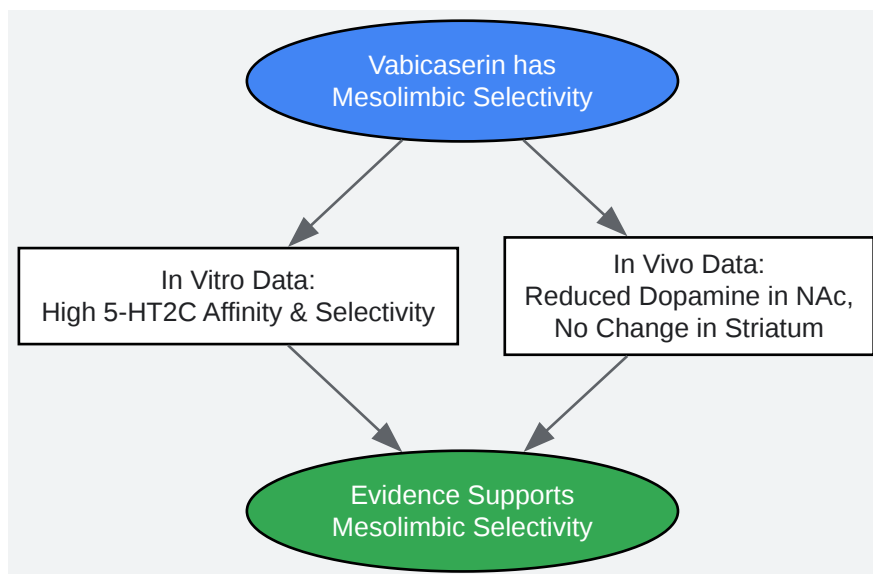 Vabicaserin has
Mesolimbic Selectivity
In Vitro Data:
High 5-HT2C Affinity & Selectivity
In Vivo Data:
Reduced Dopamine in NAc,
No Change in Striatum
Evidence Supports
Mesolimbic Selectivity